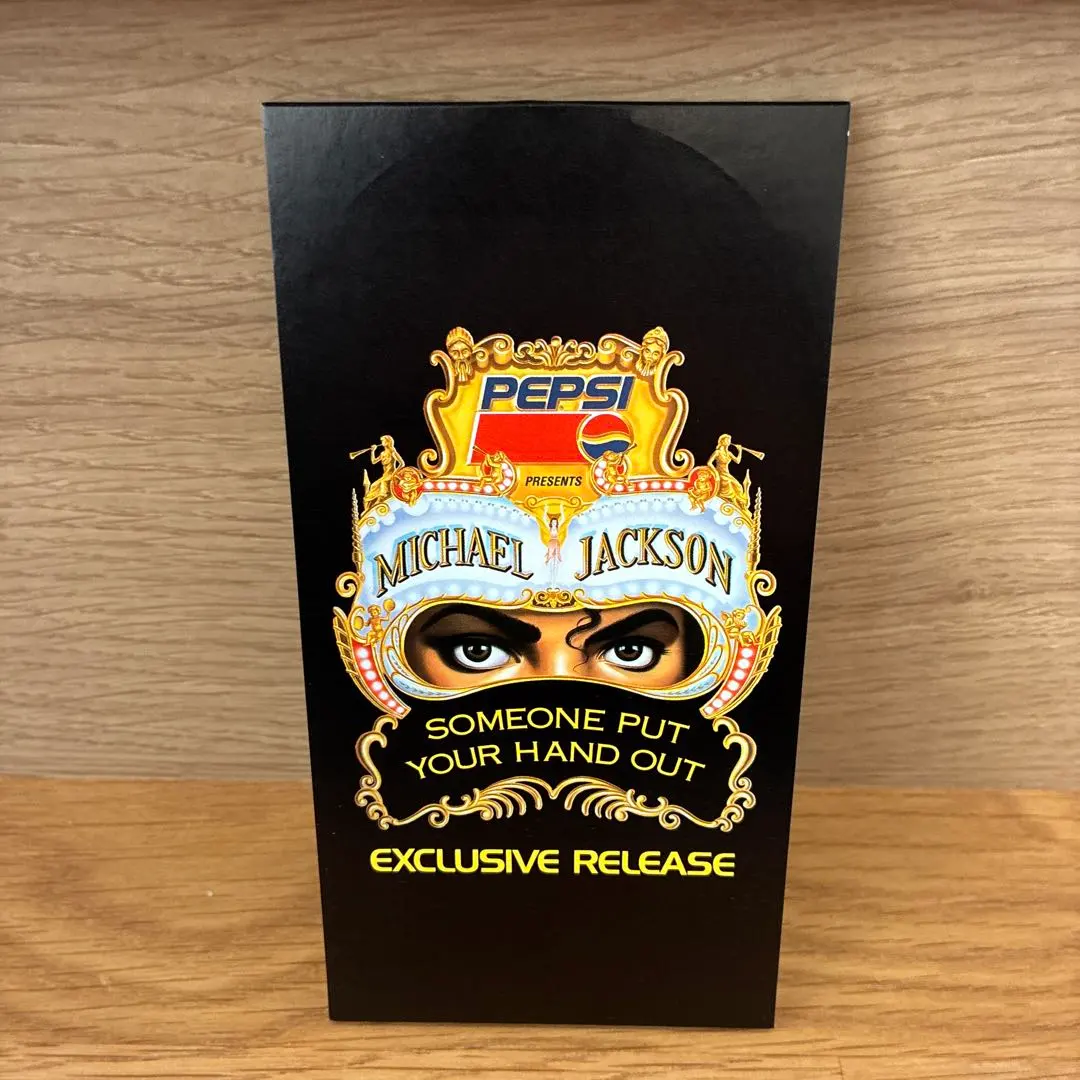 PEPSI
PRESENTS
MICHAEL JACKSON
SOMEONE PUT
YOUR HAND OUT
EXCLUSIVE RELEASE